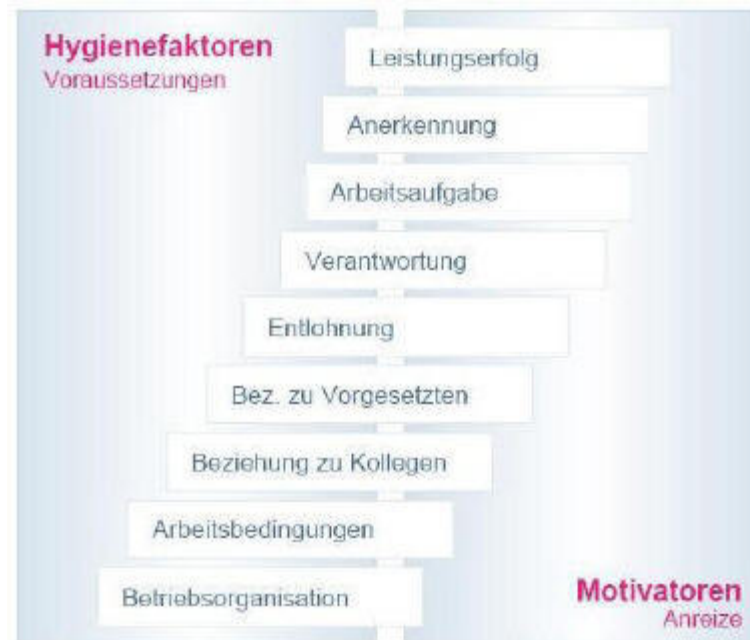 Hygienefaktoren
Voraussetzungen
Leistungserfolg
Anerkennung
Arbeitsaufgabe
Verantwortung
Entlohnung
Bez. zu Vorgesetzten
Beziehung zu Kollegen
Arbeitsbedingungen
Betriebsorganisation
Motivatoren
Anreize